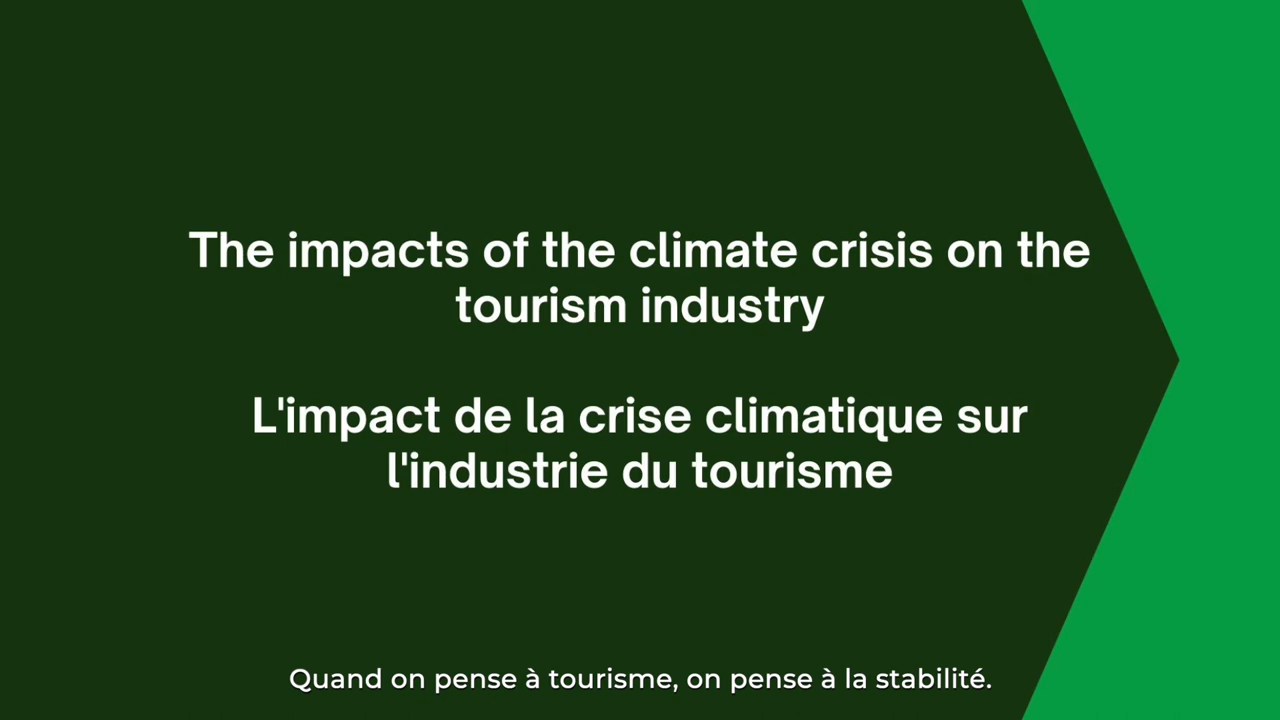 The impacts of the climate crisis on the
tourism industry
L'impact de la crise climatique sur
l'industrie du tourisme
Quand on pense à tourisme, on pense à la stabilité.